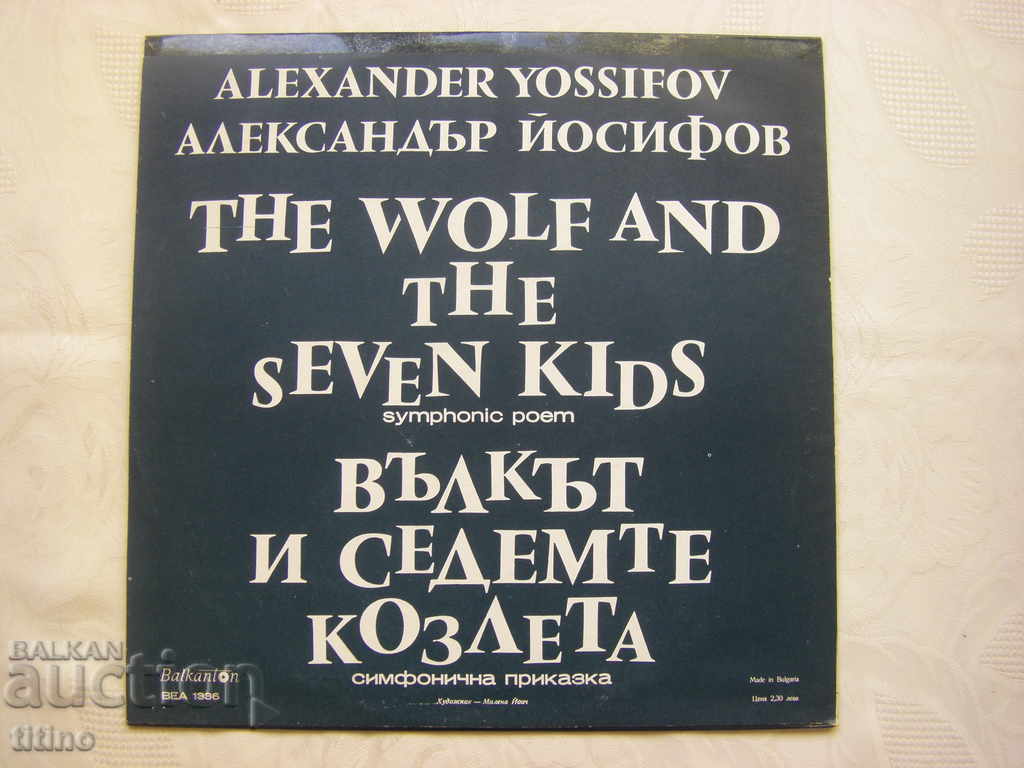 ALEXANDER YOSSIFOV
АЛЕКСАНДЪР ЙОСИФОВ
THE WOLF AND
THE
SEVEN KIDS
symphonic poem
ВЪЛКЪТ
И СЕДЕМТЕ
КОЗЛЕТА
симфонична приказка
Balkanton
ВЕА 1336
Художник — Милена Йоич
Made in Bulgaria
Цена 2,30 лева
BALKAN
auction
titino